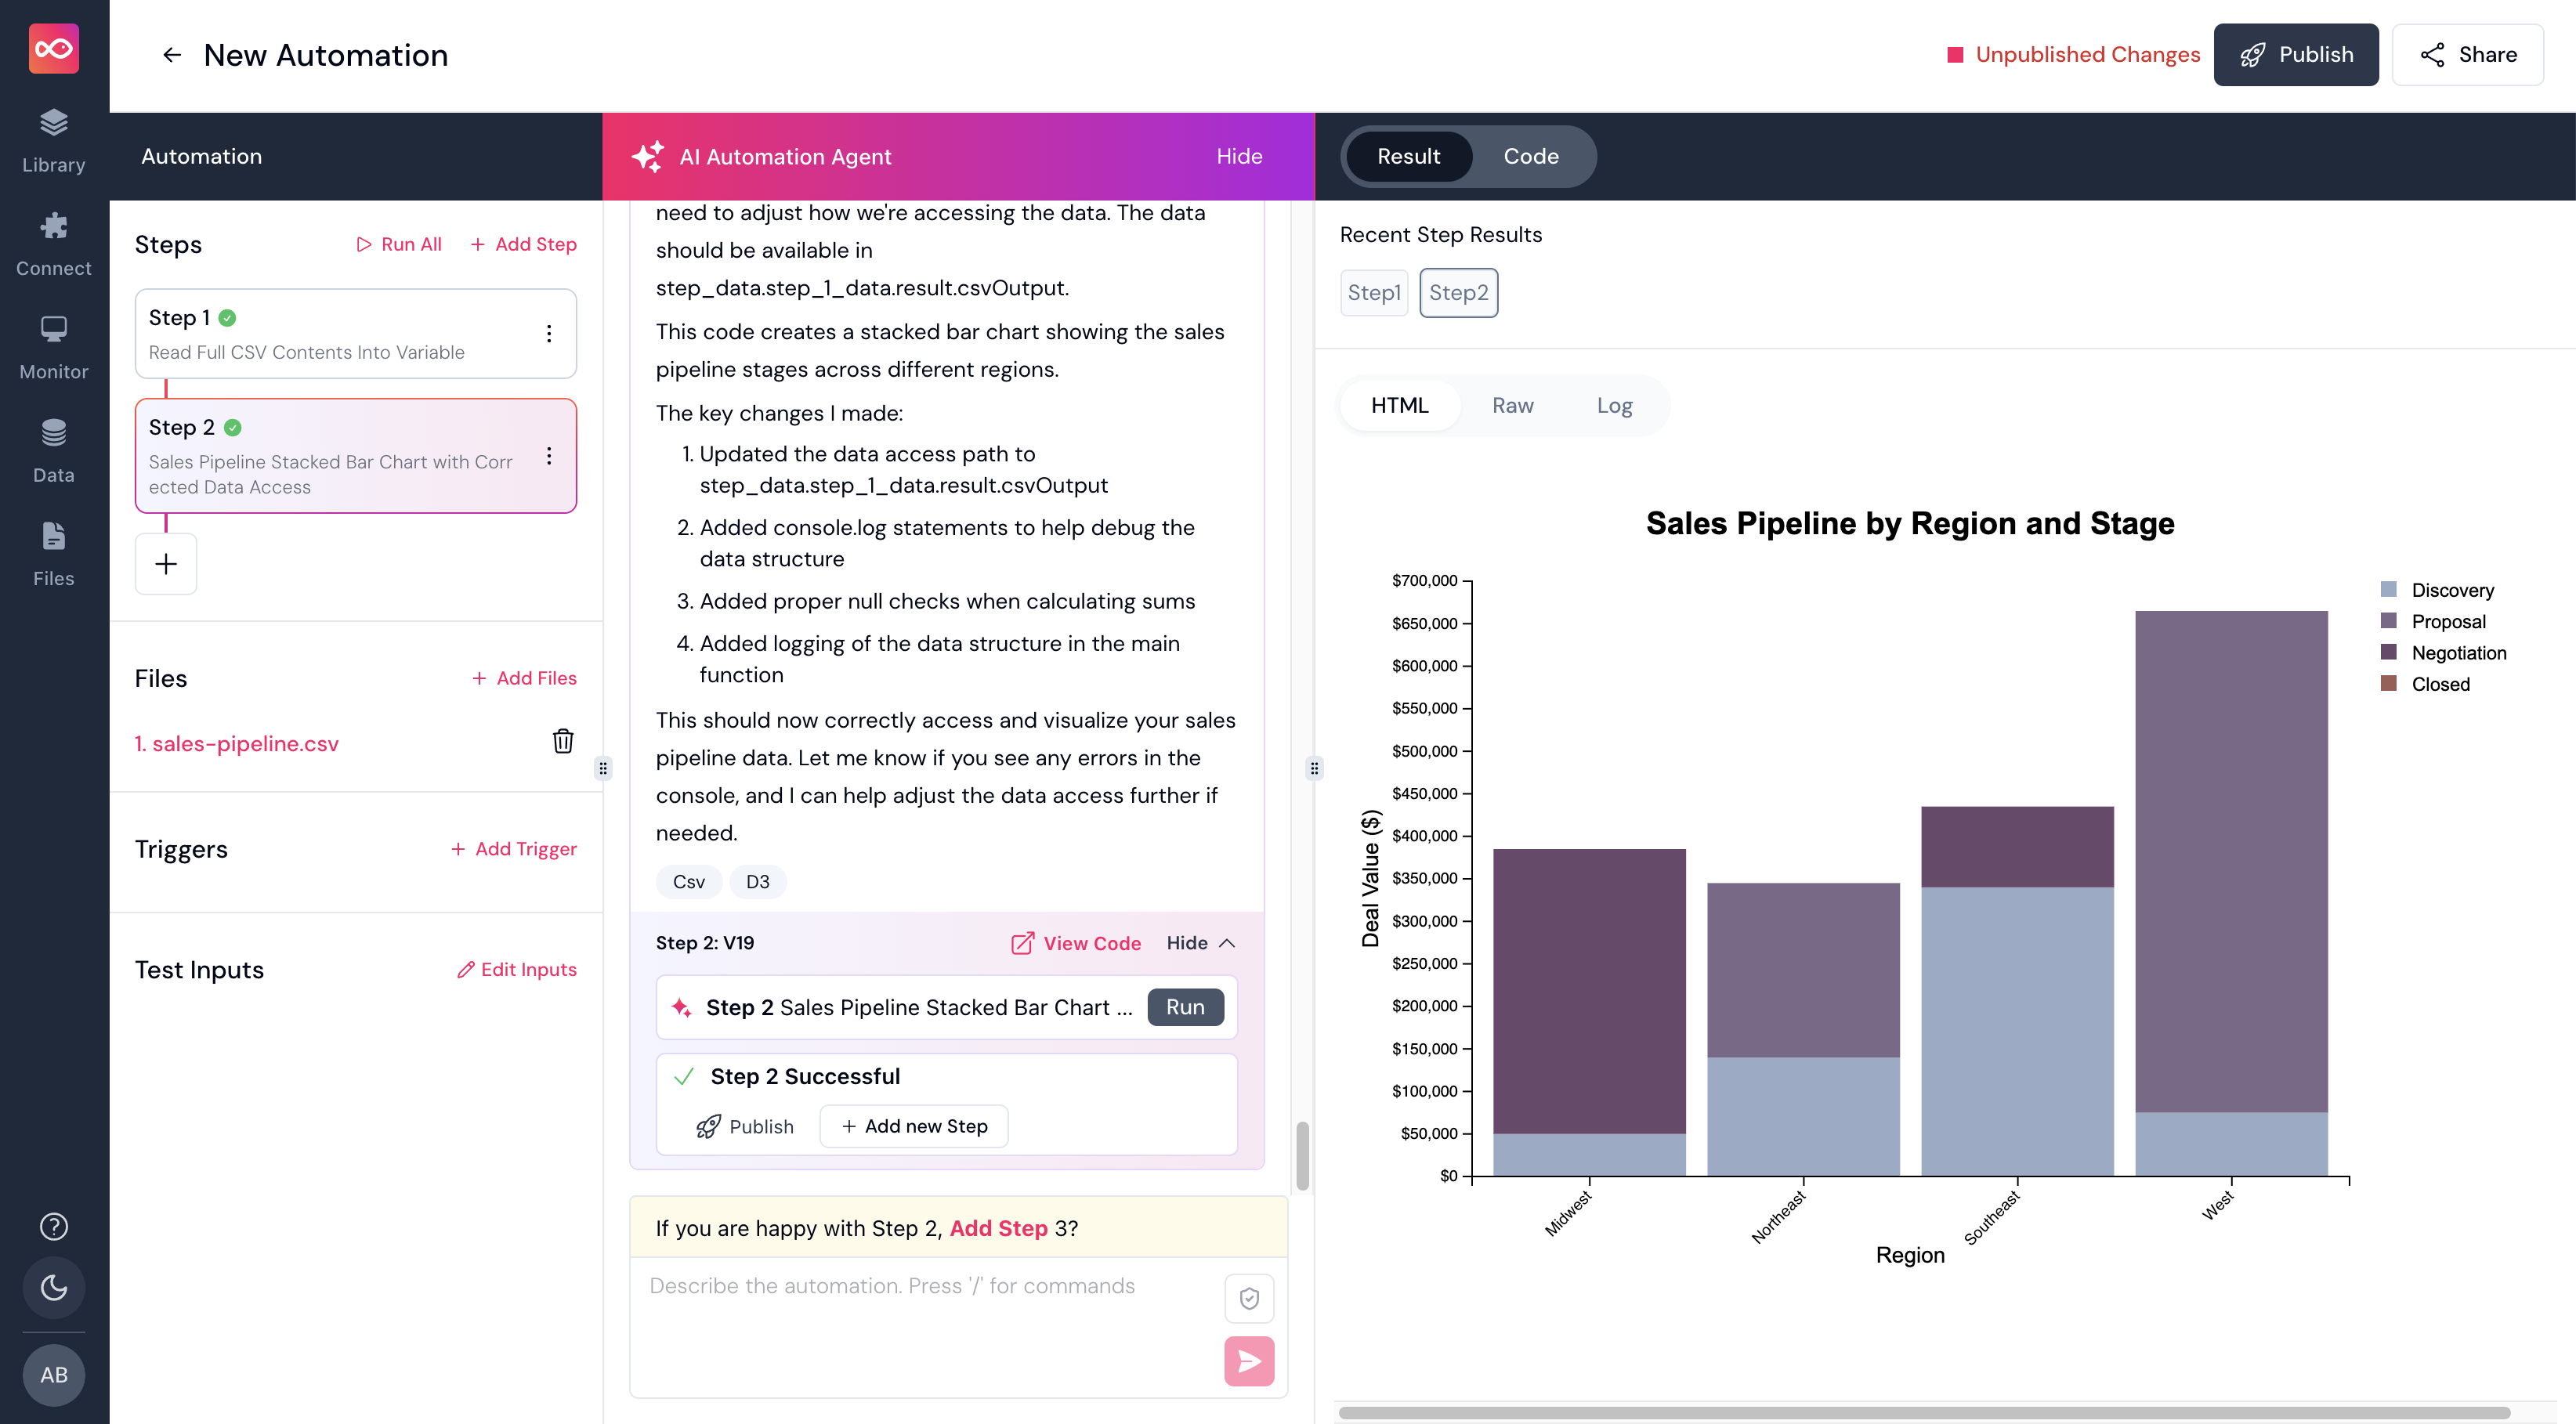 New Automation
Unpublished Changes
Publish
Share
Library
Connect
Monitor
Data
Files
AB
Automation
Steps
Run All
+ Add Step
Step 1
Read Full CSV Contents Into Variable
Step 2
Sales Pipeline Stacked Bar Chart with Corr
ected Data Access
+
Files
+ Add Files
1. sales-pipeline.csv
Triggers
+ Add Trigger
Test Inputs
Edit Inputs
AI Automation Agent
Hide
need to adjust how we're accessing the data. The data
should be available in
step_data.step_1_data.result.csvOutput.
This code creates a stacked bar chart showing the sales
pipeline stages across different regions.
The key changes I made:
1. Updated the data access path to
step_data.step_1_data.result.csvOutput
2. Added console.log statements to help debug the
data structure
3. Added proper null checks when calculating sums
4. Added logging of the data structure in the main
function
This should now correctly access and visualize your sales
pipeline data. Let me know if you see any errors in the
console, and I can help adjust the data access further if
needed.
Csv
D3
Step 2: V19
View Code
Hide
Step 2 Sales Pipeline Stacked Bar Chart ...
Run
Step 2 Successful
Publish
+ Add new Step
If you are happy with Step 2, Add Step 3?
Describe the automation. Press '/' for commands
Result
Code
Recent Step Results
Step1
Step2
HTML
Raw
Log
Sales Pipeline by Region and Stage
$700,000
$650,000
$600,000
$550,000
$500,000
$450,000
$400,000
$350,000
$300,000
$250,000
$200,000
$150,000
$100,000
$50,000
$0
Deal Value ($)
Midwest
Northeast
Southeast
West
Region
Discovery
Proposal
Negotiation
Closed